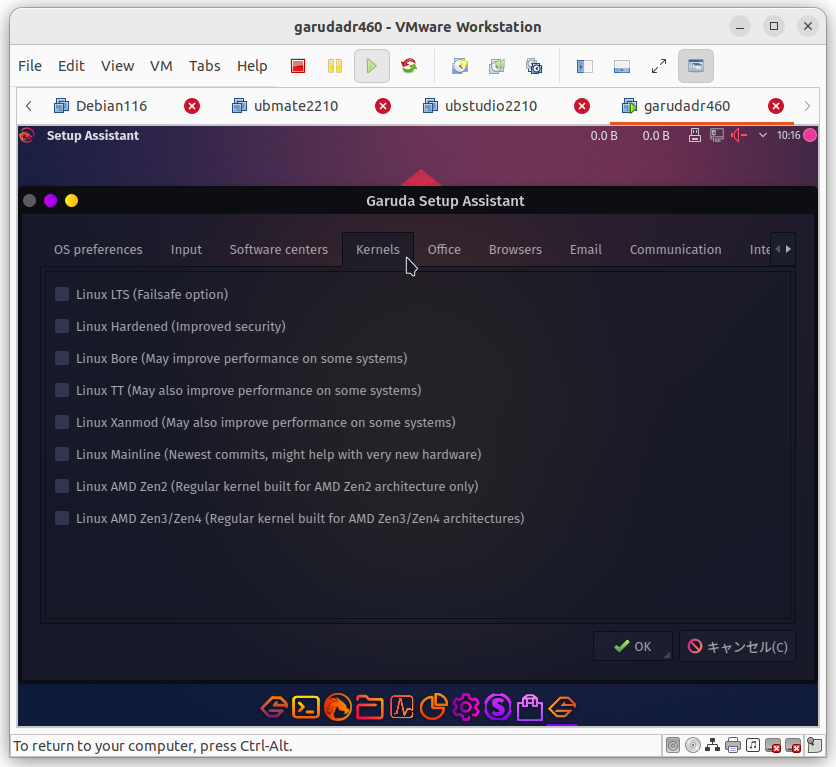 garudadr460 - VMware Workstation
File Edit View VM Tabs Help
Debian116 ubmate2210 ubstudio2210 garudadr460
Setup Assistant 0.0 B 0.0 B 10:16
Garuda Setup Assistant
OS preferences Input Software centers Kernels Office Browsers Email Communication Inte
Linux LTS (Failsafe option)
Linux Hardened (Improved security)
Linux Bore (May improve performance on some systems)
Linux TT (May also improve performance on some systems)
Linux Xanmod (May also improve performance on some systems)
Linux Mainline (Newest commits, might help with very new hardware)
Linux AMD Zen2 (Regular kernel built for AMD Zen2 architecture only)
Linux AMD Zen3/Zen4 (Regular kernel built for AMD Zen3/Zen4 architectures)
OK キャンセル(C)
To return to your computer, press Ctrl-Alt.